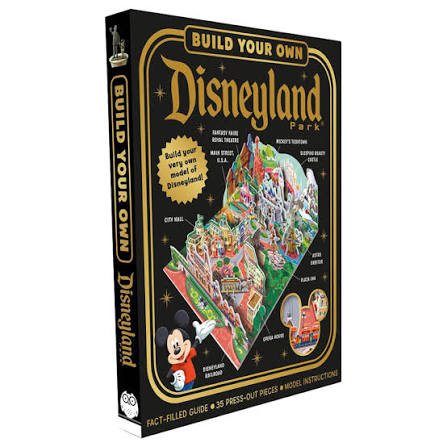 BUILD YOUR OWN
Disneyland
Park®
FANTASY FAIRE
ROYAL THEATRE
MICKEY'S TOONTOWN
MAIN STREET,
U.S.A.
SLEEPING BEAUTY
CASTLE
Build your
very own
model of
Disneyland!
CITY HALL
ASTRO
ORBITOR
PLAZA INN
OPERA HOUSE
DISNEYLAND
RAILROAD
FACT-FILLED GUIDE • 35 PRESS-OUT PIECES • MODEL INSTRUCTIONS
BUILD YOUR OWN
Disneyland